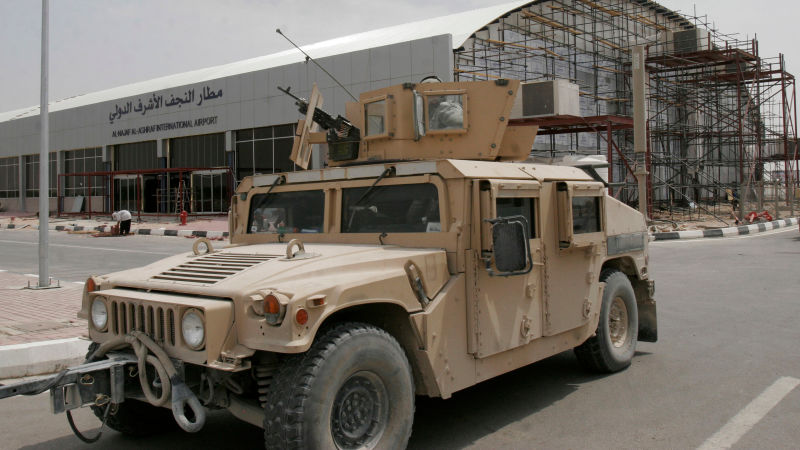 مطار النجف الأشرف الدولي
AL-NAJAF AL-ASHRAF INTERNATIONAL AIRPORT